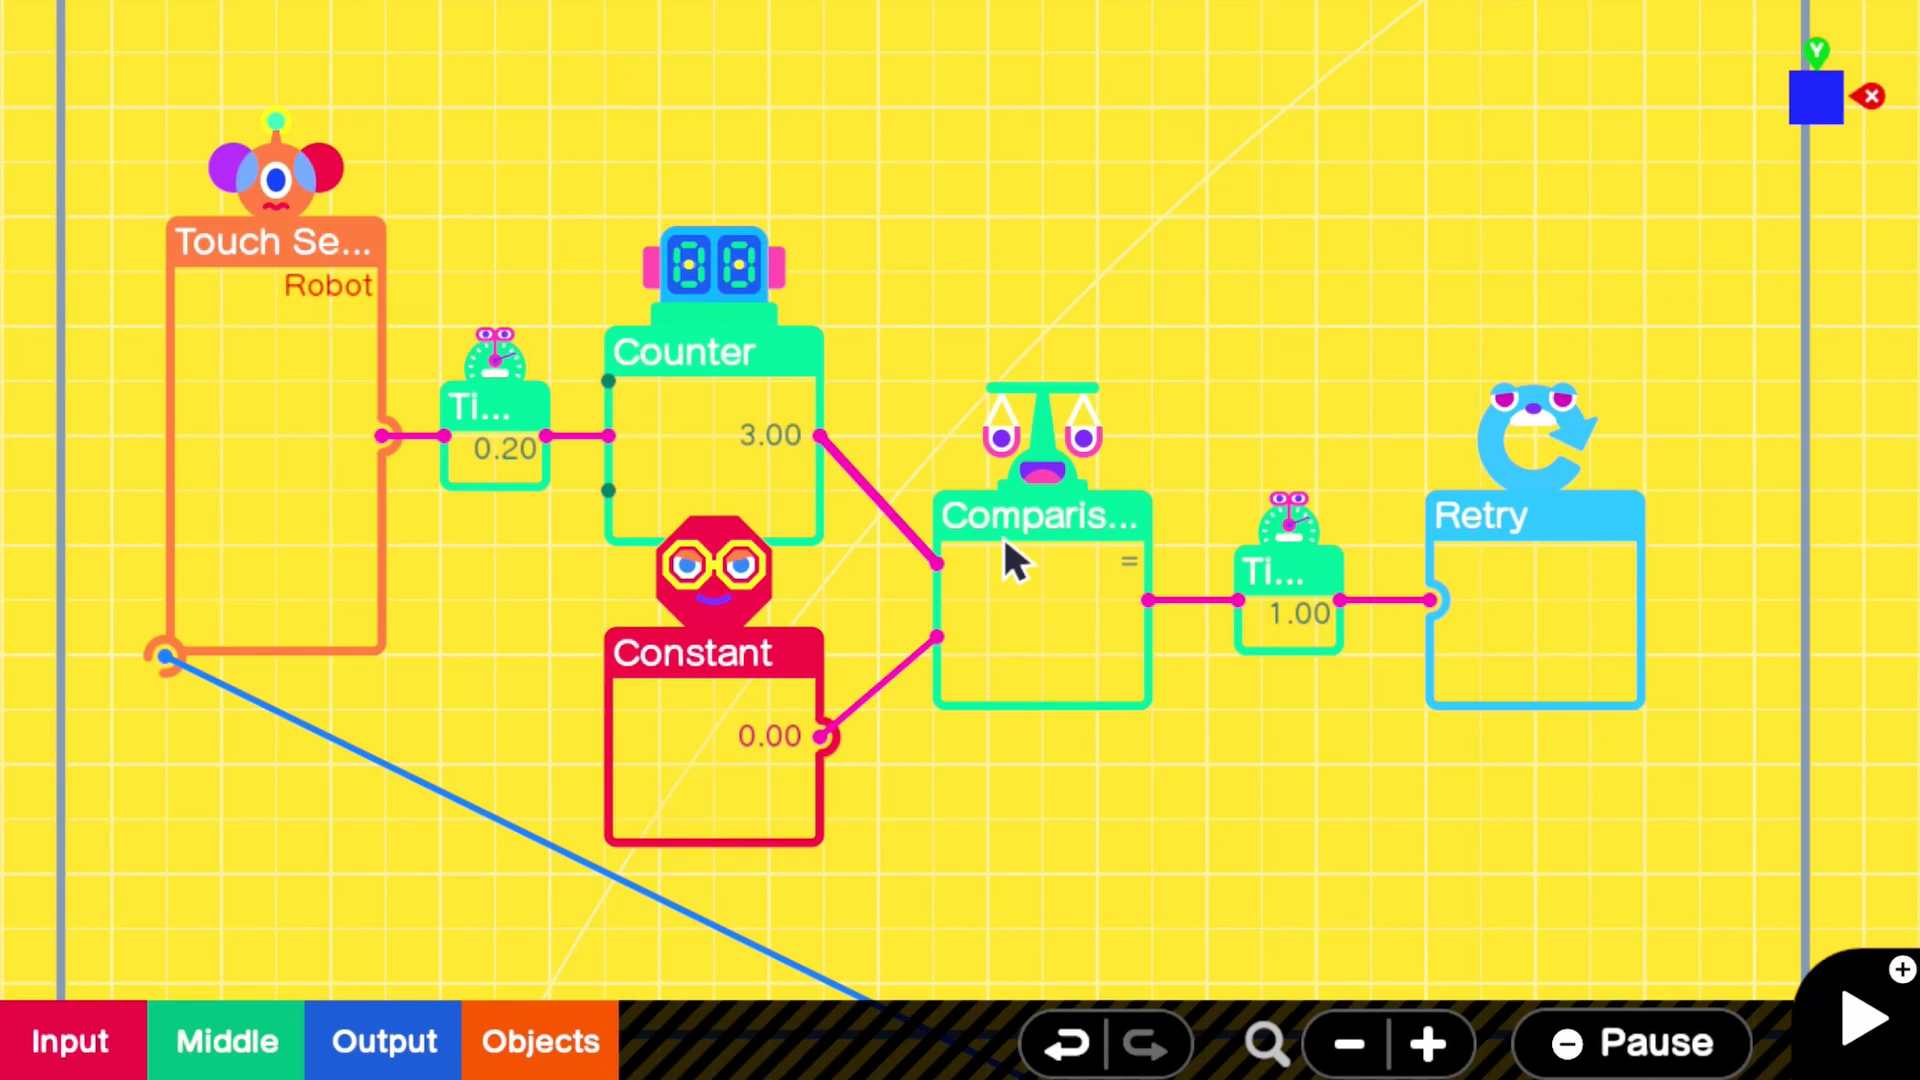 Y
X
Touch Se...
Robot
Counter
Ti...
0.20
3.00
Comparis...
=
Retry
Ti...
1.00
Constant
0.00
Input
Middle
Output
Objects
Pause